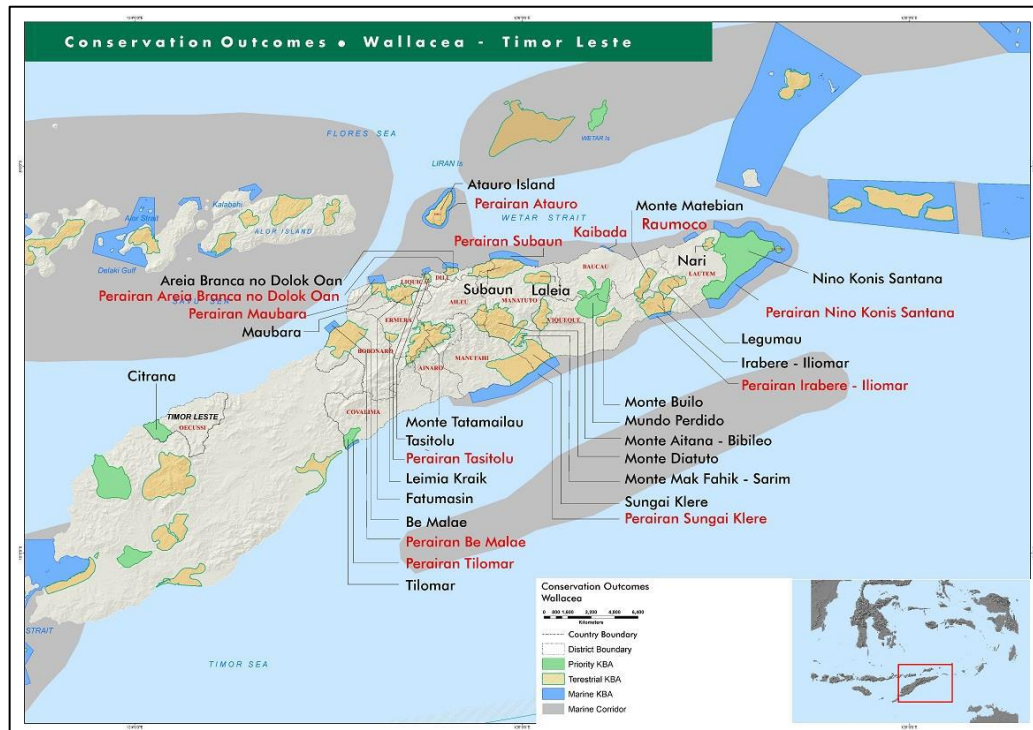 Conservation Outcomes • Wallacea - Timor Leste
FLORES SEA
WETAR Is
LIRAN Is
Atauro Island
Perairan Atauro
WETAR STRAIT
Alor Strait
Kalabahi
ALOR ISLAND
Delaki Gulf
Monte Matebian
Raumoco
Kaibada
Perairan Subaun
Areia Branca no Dolok Oan
Perairan Areia Branca no Dolok Oan
SAVU SEA
Perairan Maubara
Maubara
LIQUICA
DILI
BAUCAU
Nari
LAUTEM
Nino Konis Santana
Subaun
Laleia
AILEU
MANATUTO
ERMERA
VIQUEQUE
Perairan Nino Konis Santana
BOBONARO
Legumau
AINARO
MANUFAHI
Irabere - Iliomar
Citrana
Perairan Irabere - Iliomar
TIMOR LESTE
OECUSSI
COVALIMA
Monte Builo
Monte Tatamailau
Mundo Perdido
Tasitolu
Monte Aitana - Bibileo
Perairan Tasitolu
Monte Diatuto
Leimia Kraik
Monte Mak Fahik - Sarim
Fatumasin
Sungai Klere
Be Malae
Perairan Sungai Klere
Perairan Be Malae
Perairan Tilomar
Tilomar
STRAIT
TIMOR SEA
Conservation Outcomes
Wallacea
Kilometers
Country Boundary
District Boundary
Priority KBA
Terestrial KBA
Marine KBA
Marine Corridor